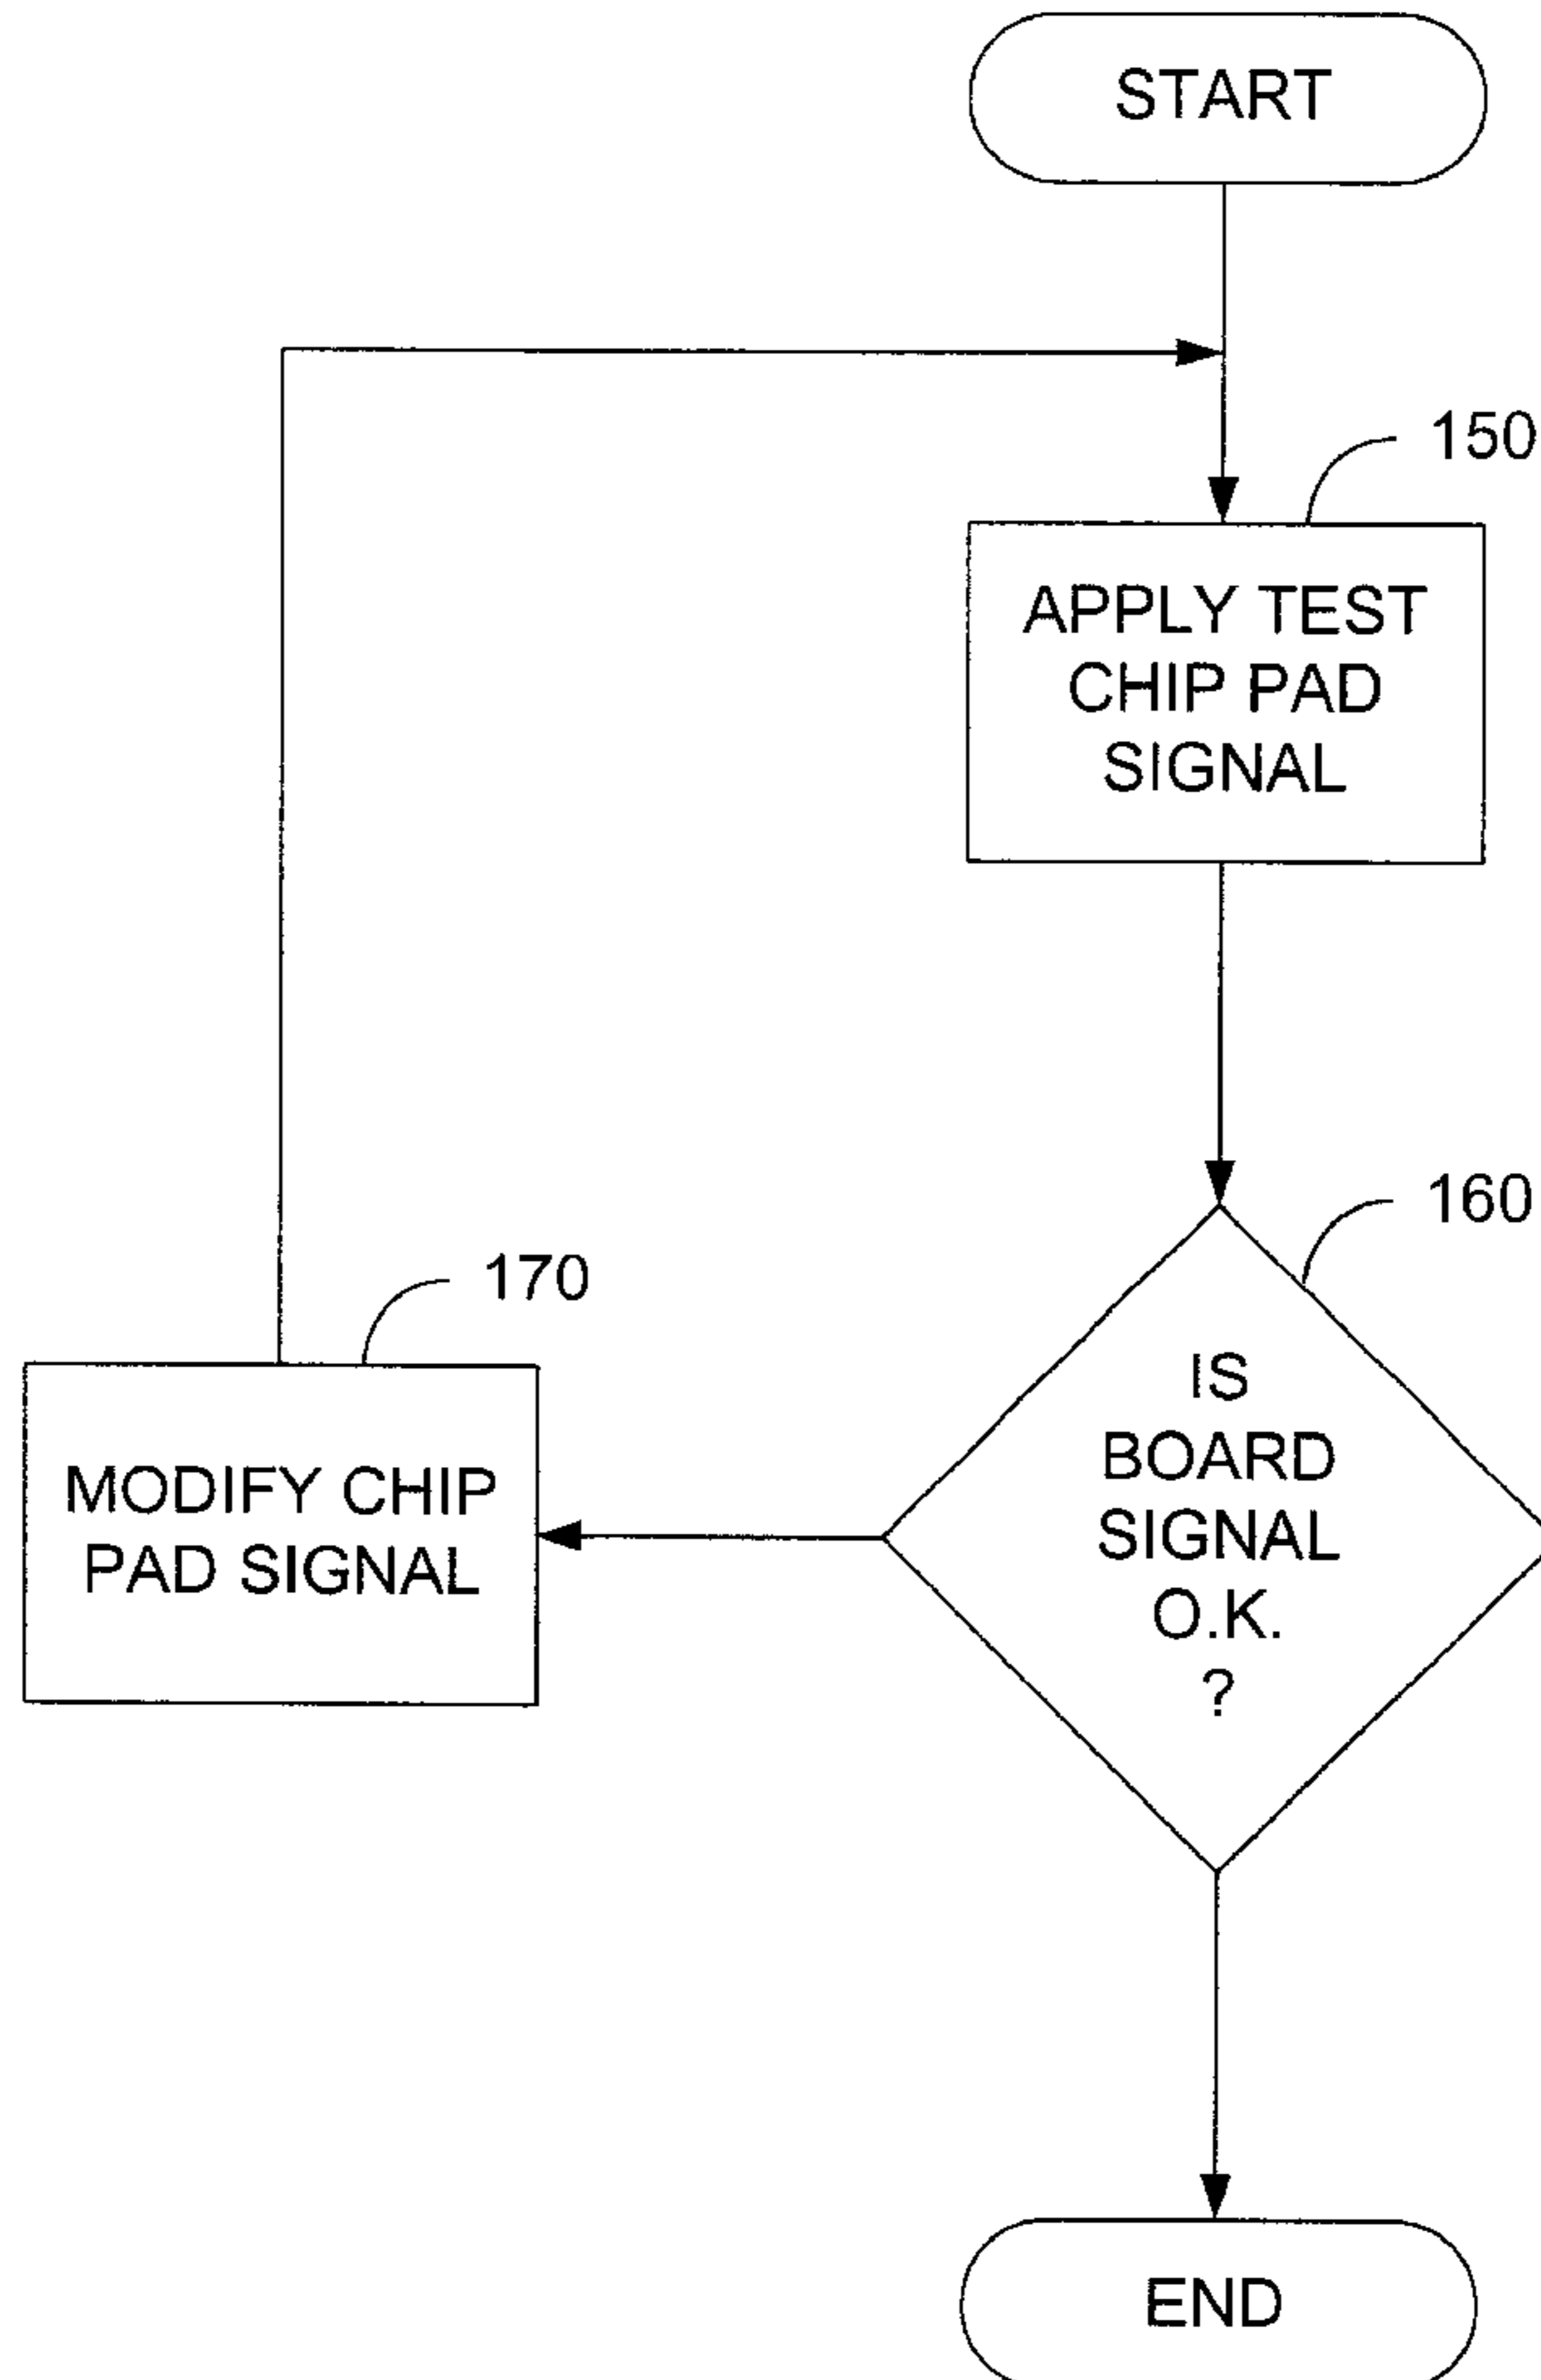 START
150
APPLY TEST
CHIP PAD
SIGNAL
160
IS
BOARD
SIGNAL
O.K.
?
170
MODIFY CHIP
PAD SIGNAL
END